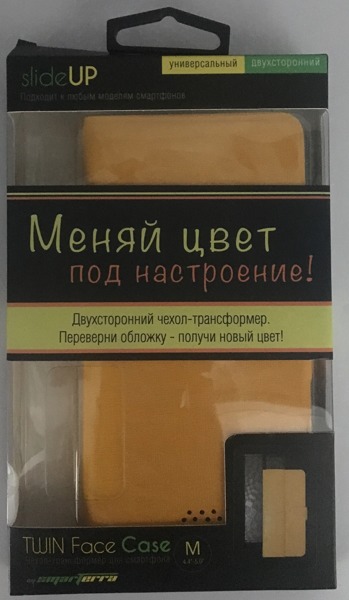 slideUP
универсальный двухсторонний
Подходит к любым моделям смартфонов
Меняй цвет
под настроение!
Двухсторонний чехол-трансформер.
Переверни обложку - получи новый цвет!
TWIN Face Case
M
by smarterra